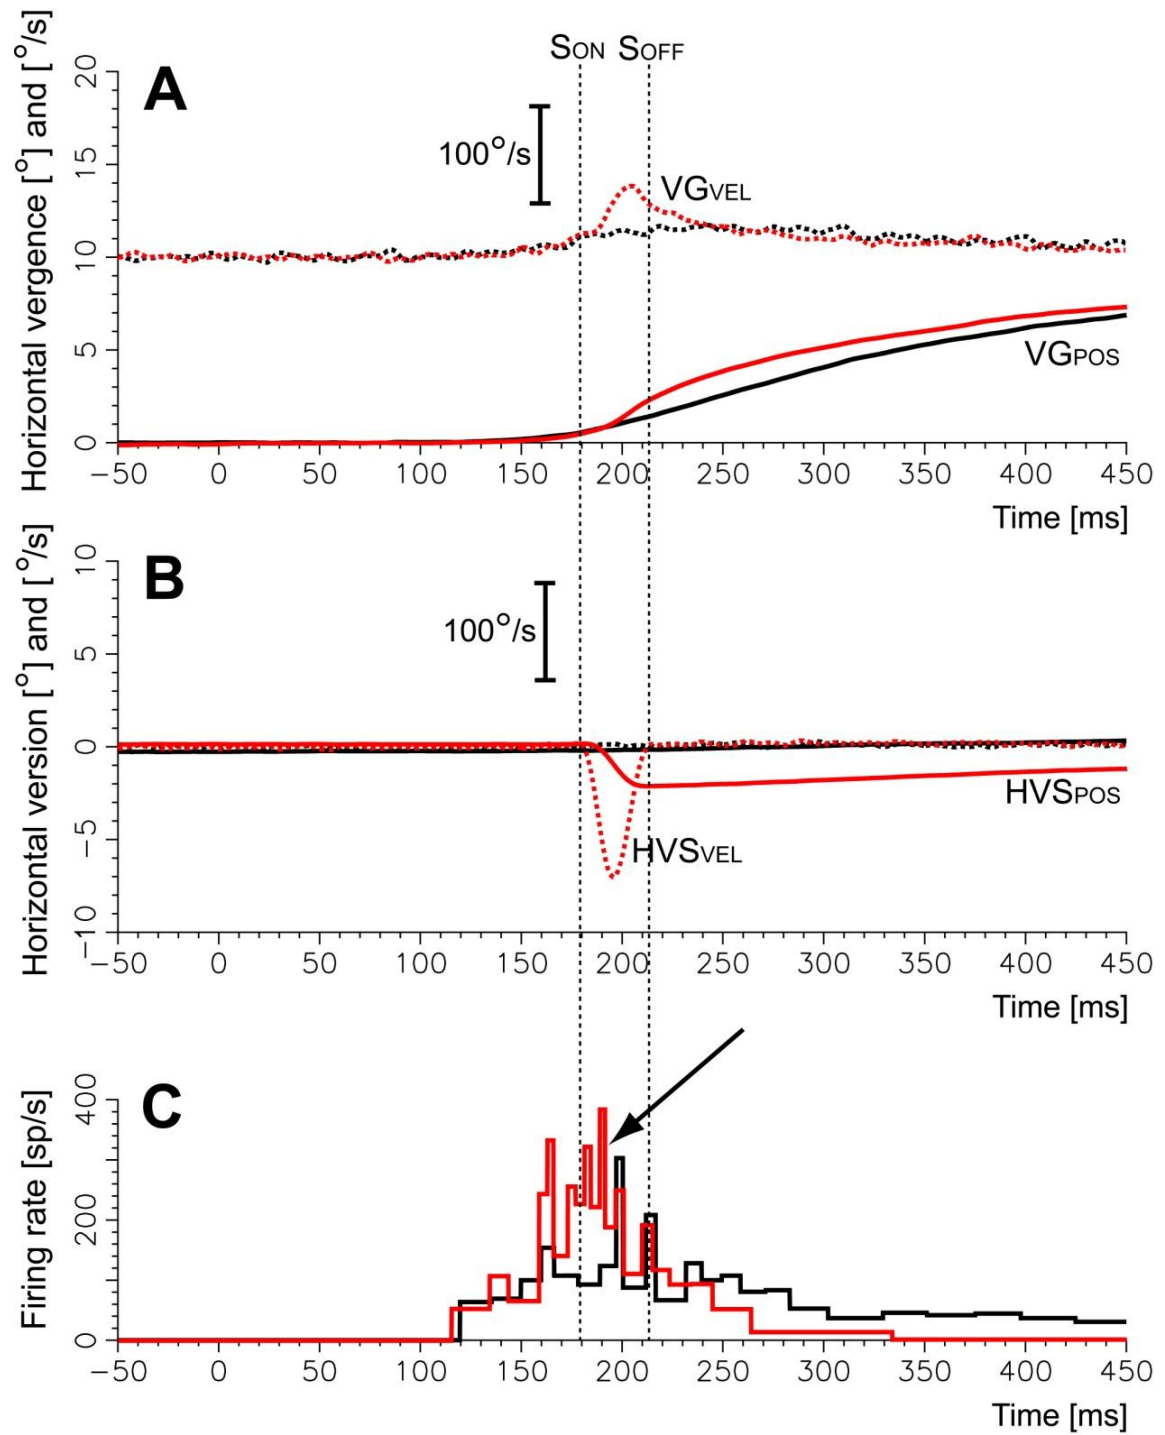 SON SOFF
A
Horizontal vergence [°] and [°/s]
20
15
10
5
0
100°/s
VGVEL
VGPOS
−50 0 50 100 150 200 250 300 350 400 450
Time [ms]
B
Horizontal version [°] and [°/s]
10
5
0
−5
−10
100°/s
HVSPOS
HVSVEL
−50 0 50 100 150 200 250 300 350 400 450
Time [ms]
C
Firing rate [sp/s]
400
200
0
−50 0 50 100 150 200 250 300 350 400 450
Time [ms]